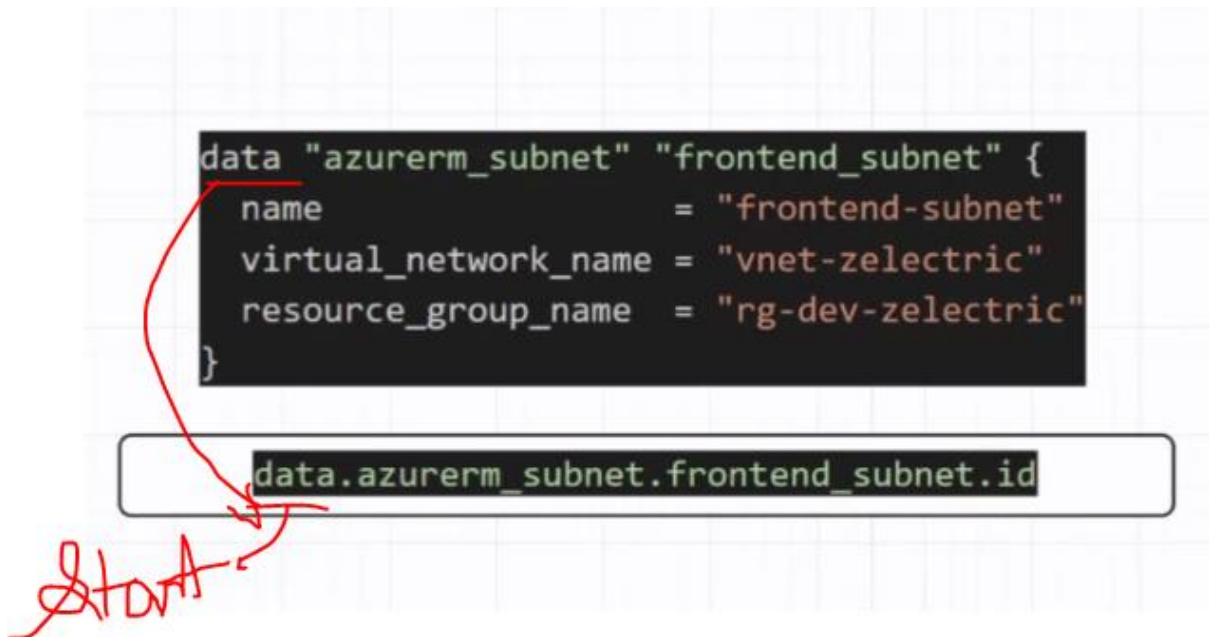 data "azurerm_subnet" "frontend_subnet" {
  name                 = "frontend-subnet"
  virtual_network_name = "vnet-zelectric"
  resource_group_name  = "rg-dev-zelectric"
}
data.azurerm_subnet.frontend_subnet.id
Start